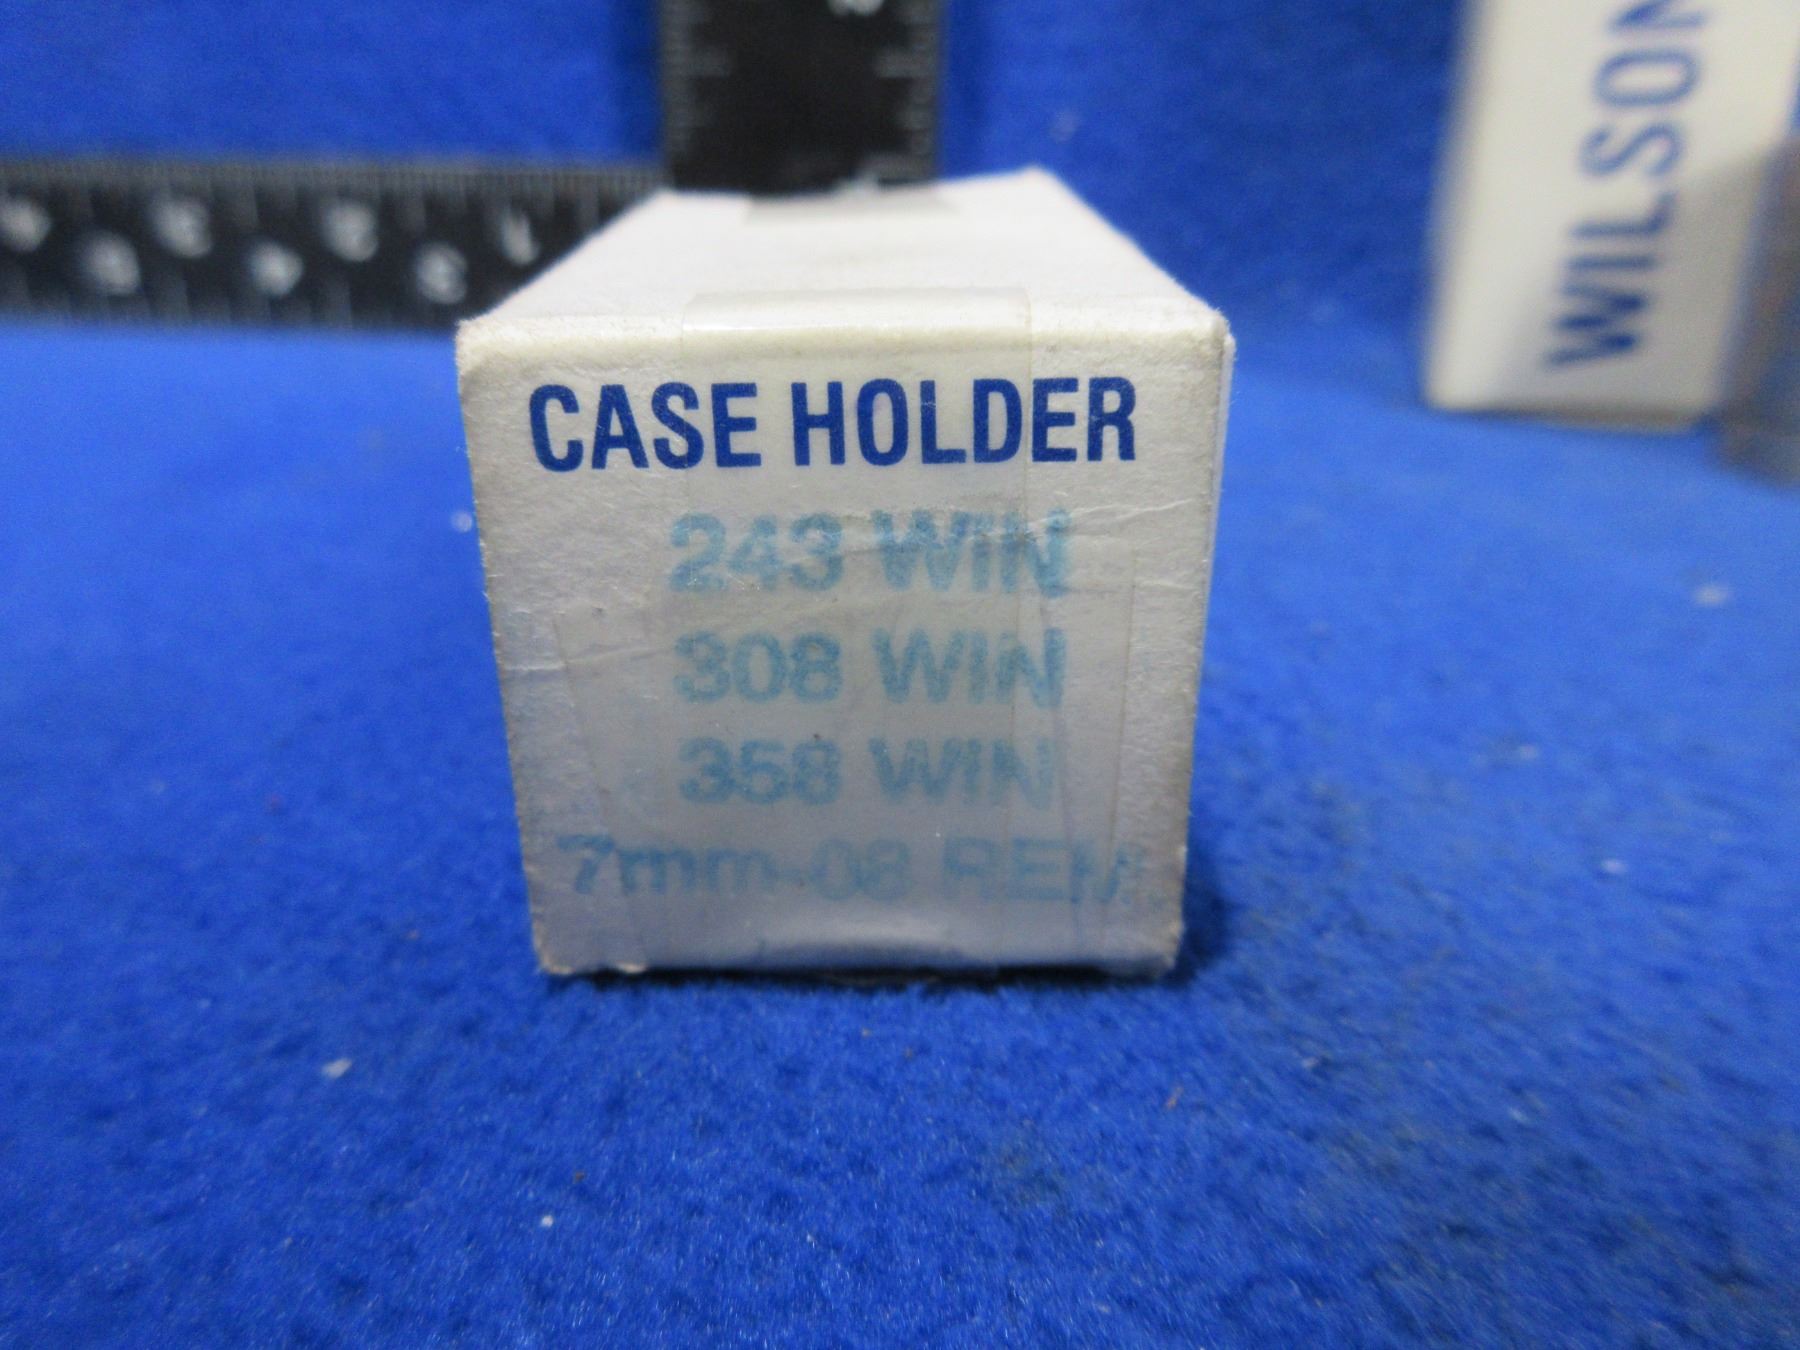 CASE HOLDER
243 WIN
308 WIN
358 WIN
7mm-08 REM.
WILSON